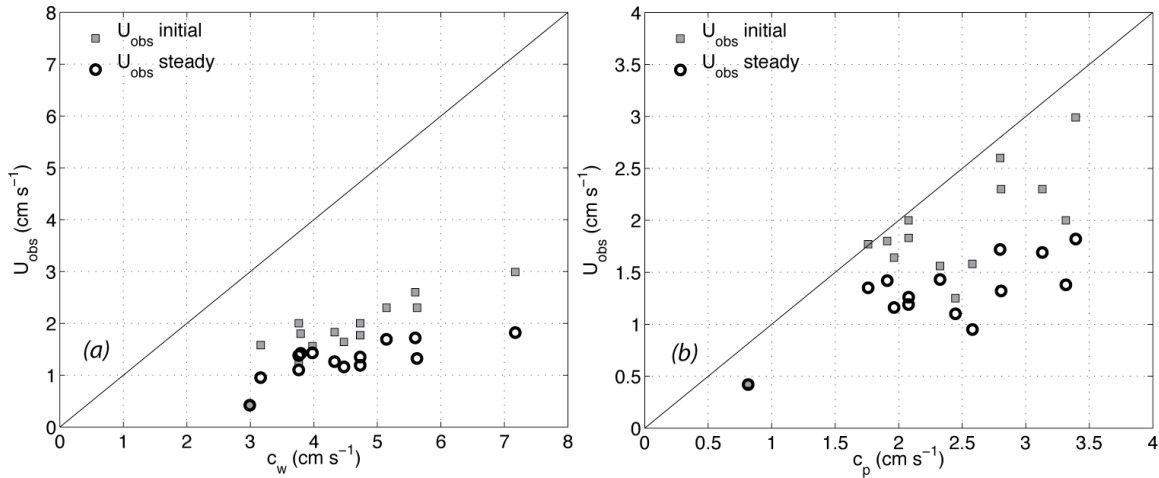 8
7
6
5
4
3
2
1
0
U_obs (cm s⁻¹)
U_obs initial
U_obs steady
(a)
0 1 2 3 4 5 6 7 8
c_w (cm s⁻¹)
4
3.5
3
2.5
2
1.5
1
0.5
0
U_obs (cm s⁻¹)
U_obs initial
U_obs steady
(b)
0 0.5 1 1.5 2 2.5 3 3.5 4
c_p (cm s⁻¹)